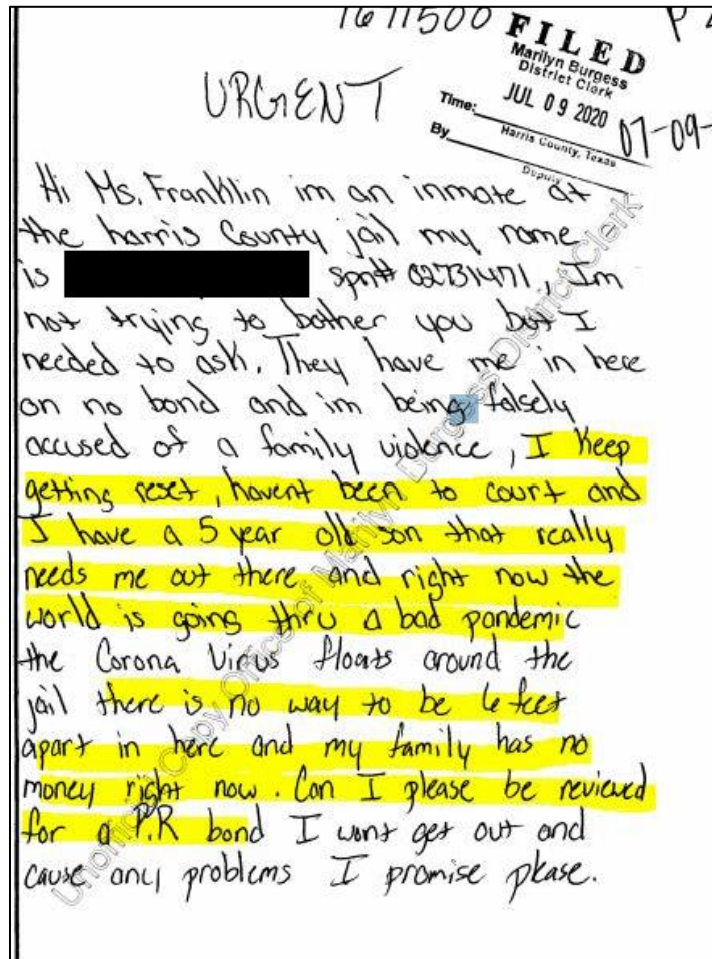 1671500
P
FILED
Marilyn Burgess
District Clerk
JUL 09 2020
Time:
Harris County, Texas
By
Deputy
07-09-
URGENT
Hi Ms. Franklin im an inmate at
the harris County jail my name
is spn# 02731471, Im
not trying to bother you but I
needed to ask. They have me in here
on no bond and im being falsely
accused of a family violence, I Keep
getting reset, havent been to court and
I have a 5 year old son that really
needs me out there and right now the
world is going thru a bad pandemic
the Corona Virus floats around the
jail there is no way to be 6 feet
apart in here and my family has no
money right now. Can I please be reviewed
for a P.R bond I wont get out and
cause any problems I promise please.
Unofficial Copy Office of Marilyn Burgess District Clerk